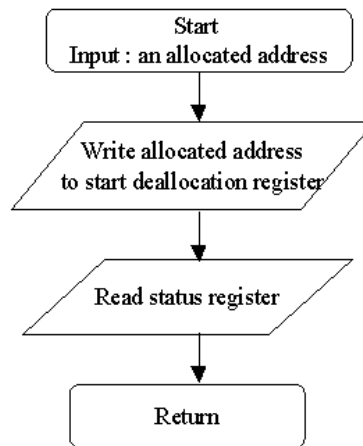 Start
Input : an allocated address
Write allocated address
to start deallocation register
Read status register
Return